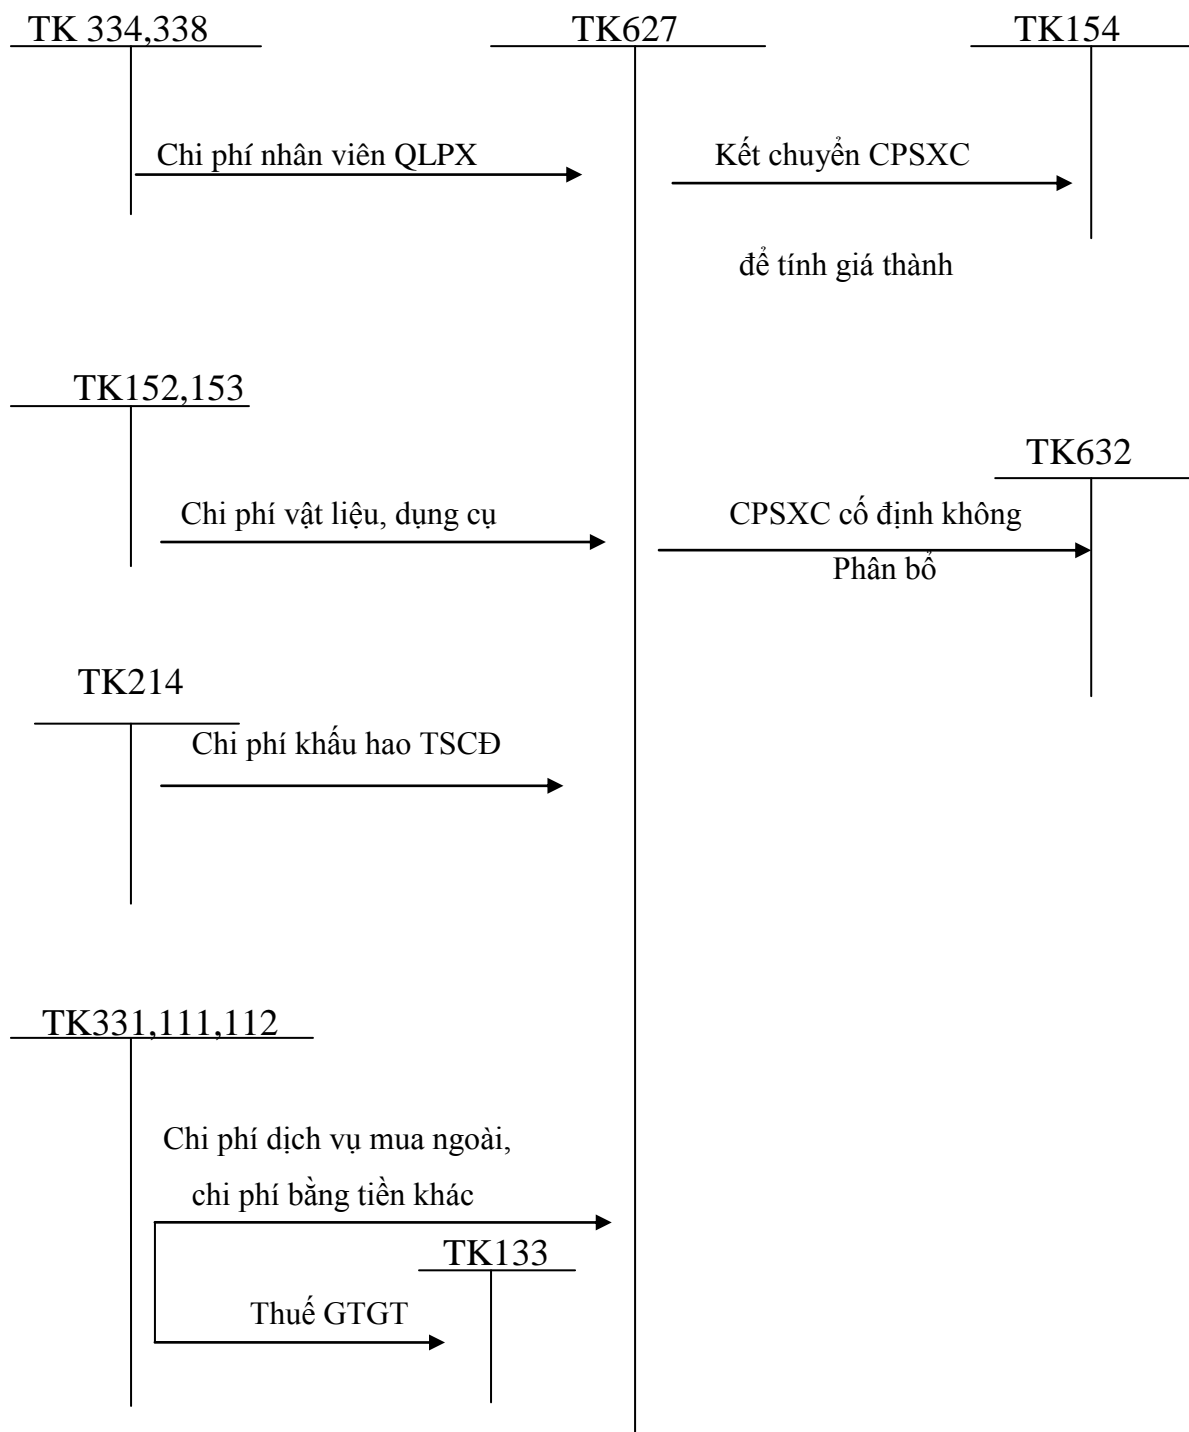 TK 334,338
TK627
TK154
Chi phí nhân viên QLPX
Kết chuyển CPSXC
để tính giá thành
TK152,153
TK632
Chi phí vật liệu, dụng cụ
CPSXC cố định không
Phân bổ
TK214
Chi phí khấu hao TSCĐ
TK331,111,112
Chi phí dịch vụ mua ngoài,
chi phí bằng tiền khác
TK133
Thuế GTGT